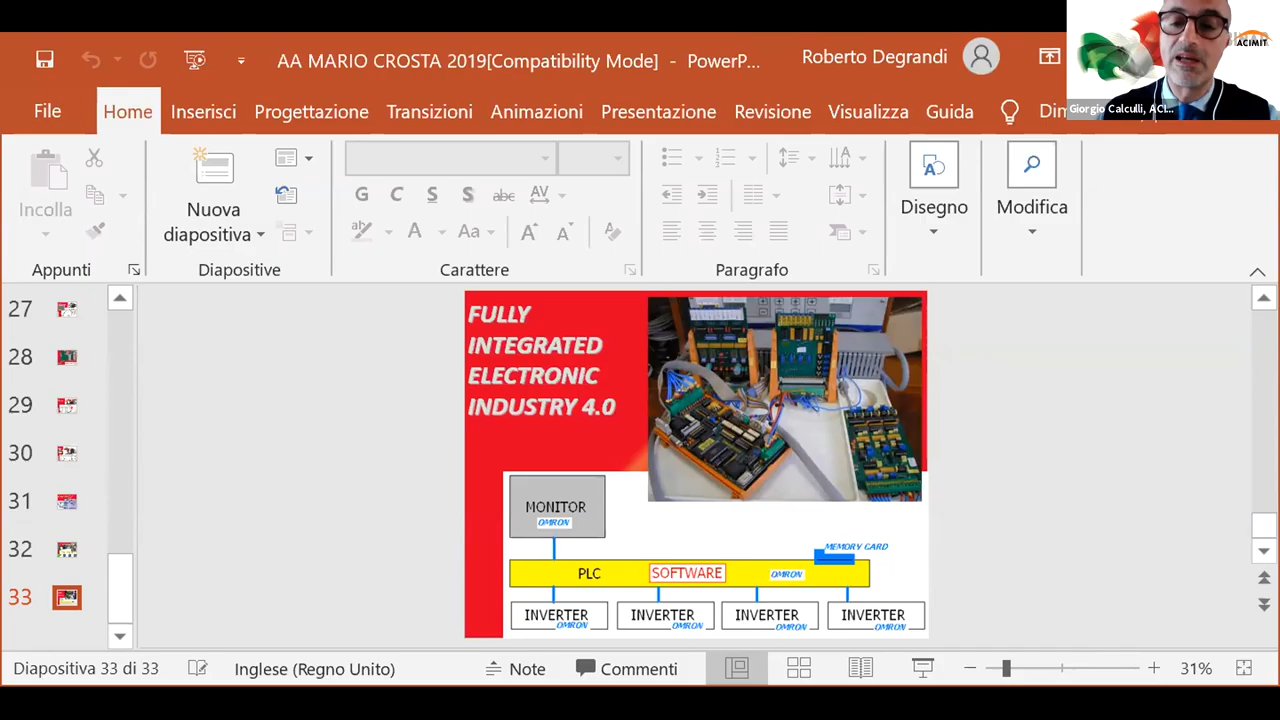 AA MARIO CROSTA 2019[Compatibility Mode] - PowerP...
Roberto Degrandi
ACIMIT
Giorgio Calculli, ACI...
File Home Inserisci Progettazione Transizioni Animazioni Presentazione Revisione Visualizza Guida
Incolla
Nuova
diapositiva
G C S S abc AV
A Aa A A
Disegno
Modifica
Appunti Diapositive Carattere Paragrafo
27
28
29
30
31
32
33
FULLY
INTEGRATED
ELECTRONIC
INDUSTRY 4.0
MONITOR
OMRON
MEMORY CARD
PLC SOFTWARE OMRON
INVERTER INVERTER INVERTER INVERTER
OMRON OMRON OMRON OMRON
Diapositiva 33 di 33 Inglese (Regno Unito) Note Commenti 31%